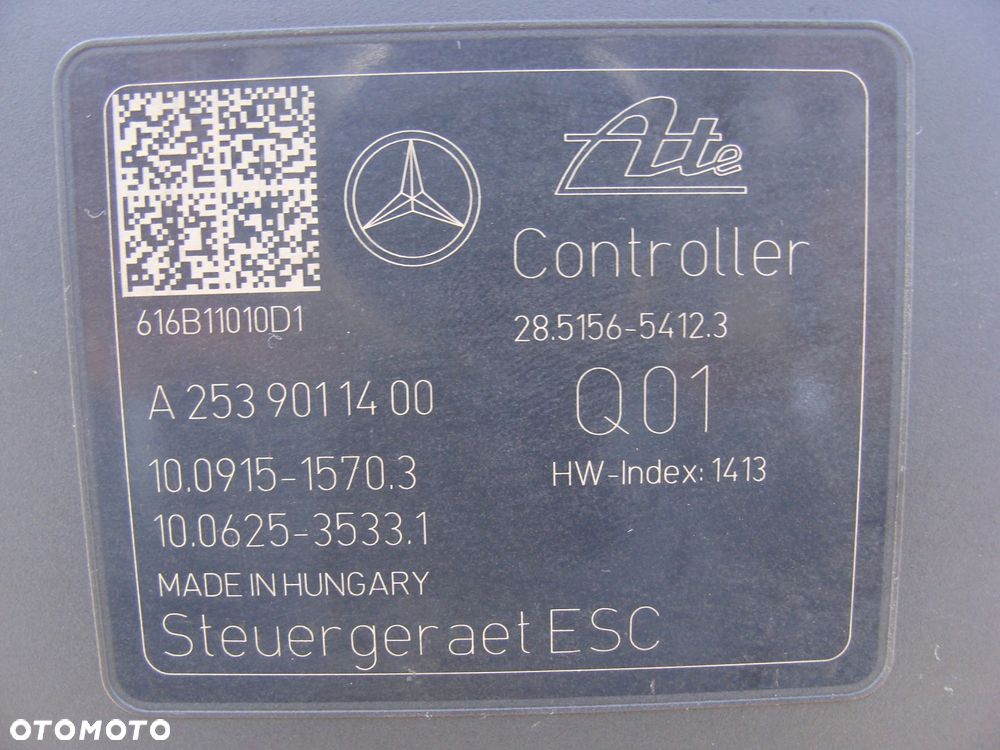 Ate
Controller
616B11010D1
28.5156-5412.3
A 253 901 14 00
Q01
10.0915-1570.3
HW-Index: 1413
10.0625-3533.1
MADE IN HUNGARY
Steuergeraet ESC
OTOMOTO